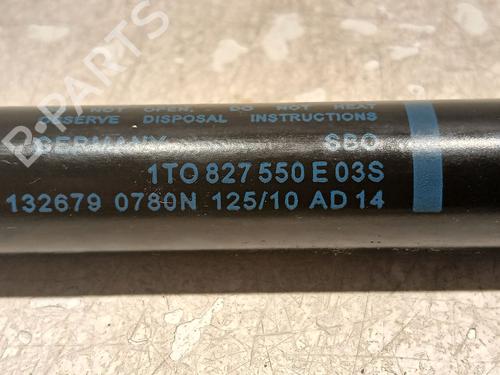 NOT OPEN, DO NOT HEAT
OBSERVE DISPOSAL INSTRUCTIONS
GERMANY SBO
1TO 827 550 E 03S
132679 0780N 125/10 AD 14
B-PARTS